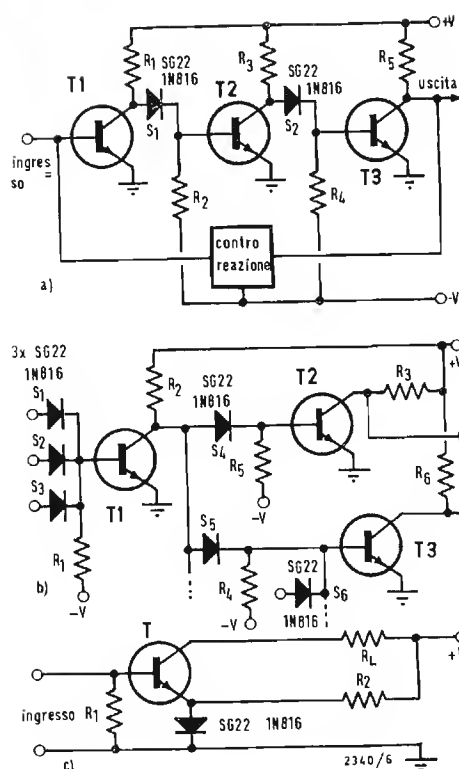 +V
R1
SG22
1N816
R3
SG22
1N816
R5
uscita
T1
T2
S1
S2
T3
ingres
so
=
R2
R4
contro
reazione
a)
-V
3x SG22
1N816
S1
S2
S3
R1
-V
b)
R2
T1
SG22
1N816
S4
R5
-V
T2
R3
+V
R6
S5
R4
-V
SG22
1N816
S6
T3
T
RL
R2
+V
ingresso
R1
SG22 1N816
c)
2340/6